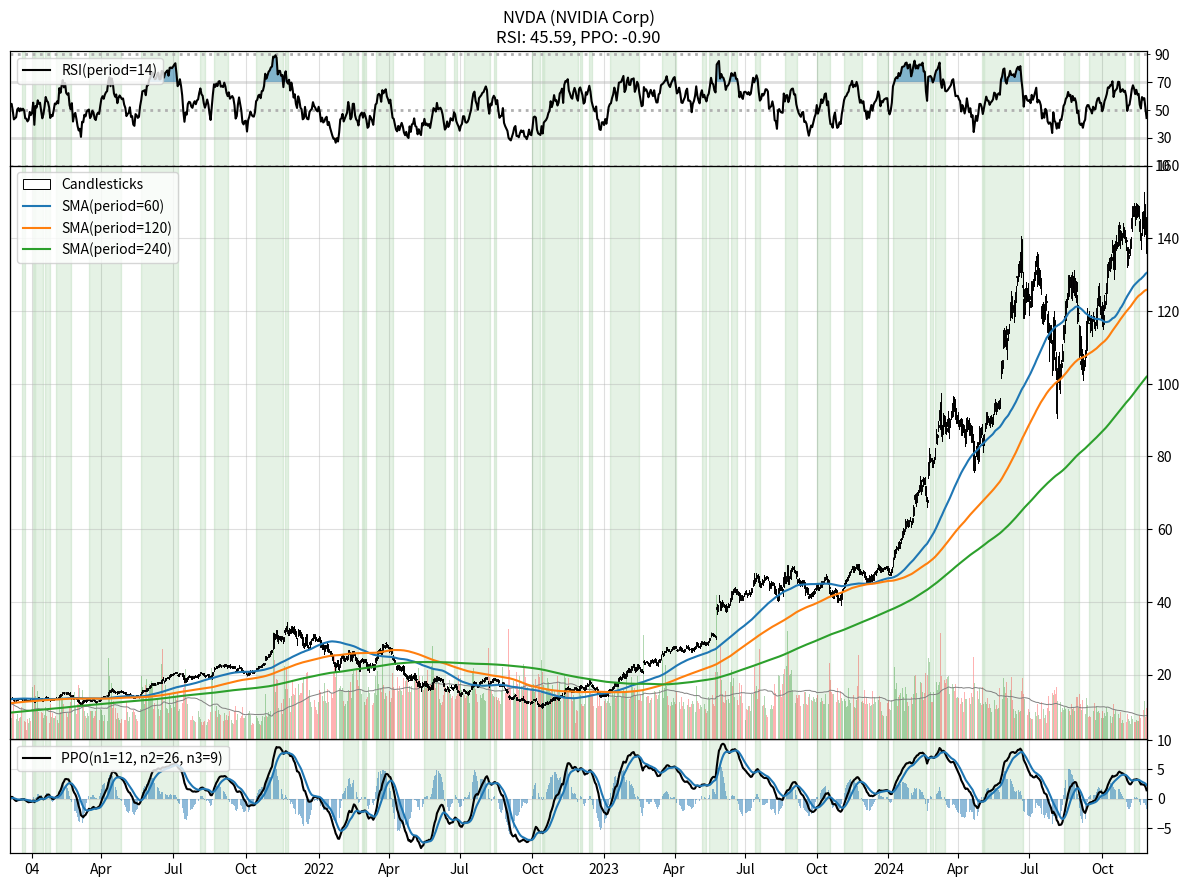 NVDA (NVIDIA Corp)
RSI: 45.59, PPO: -0.90
RSI(period=14)
90
70
50
30
10
160
Candlesticks
SMA(period=60)
SMA(period=120)
SMA(period=240)
140
120
100
80
60
40
20
PPO(n1=12, n2=26, n3=9)
10
5
0
−5
04 Apr Jul Oct 2022 Apr Jul Oct 2023 Apr Jul Oct 2024 Apr Jul Oct